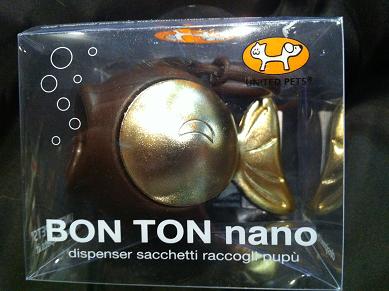 UNITED PETS®
BON TON nano
dispenser sacchetti raccogli pupù